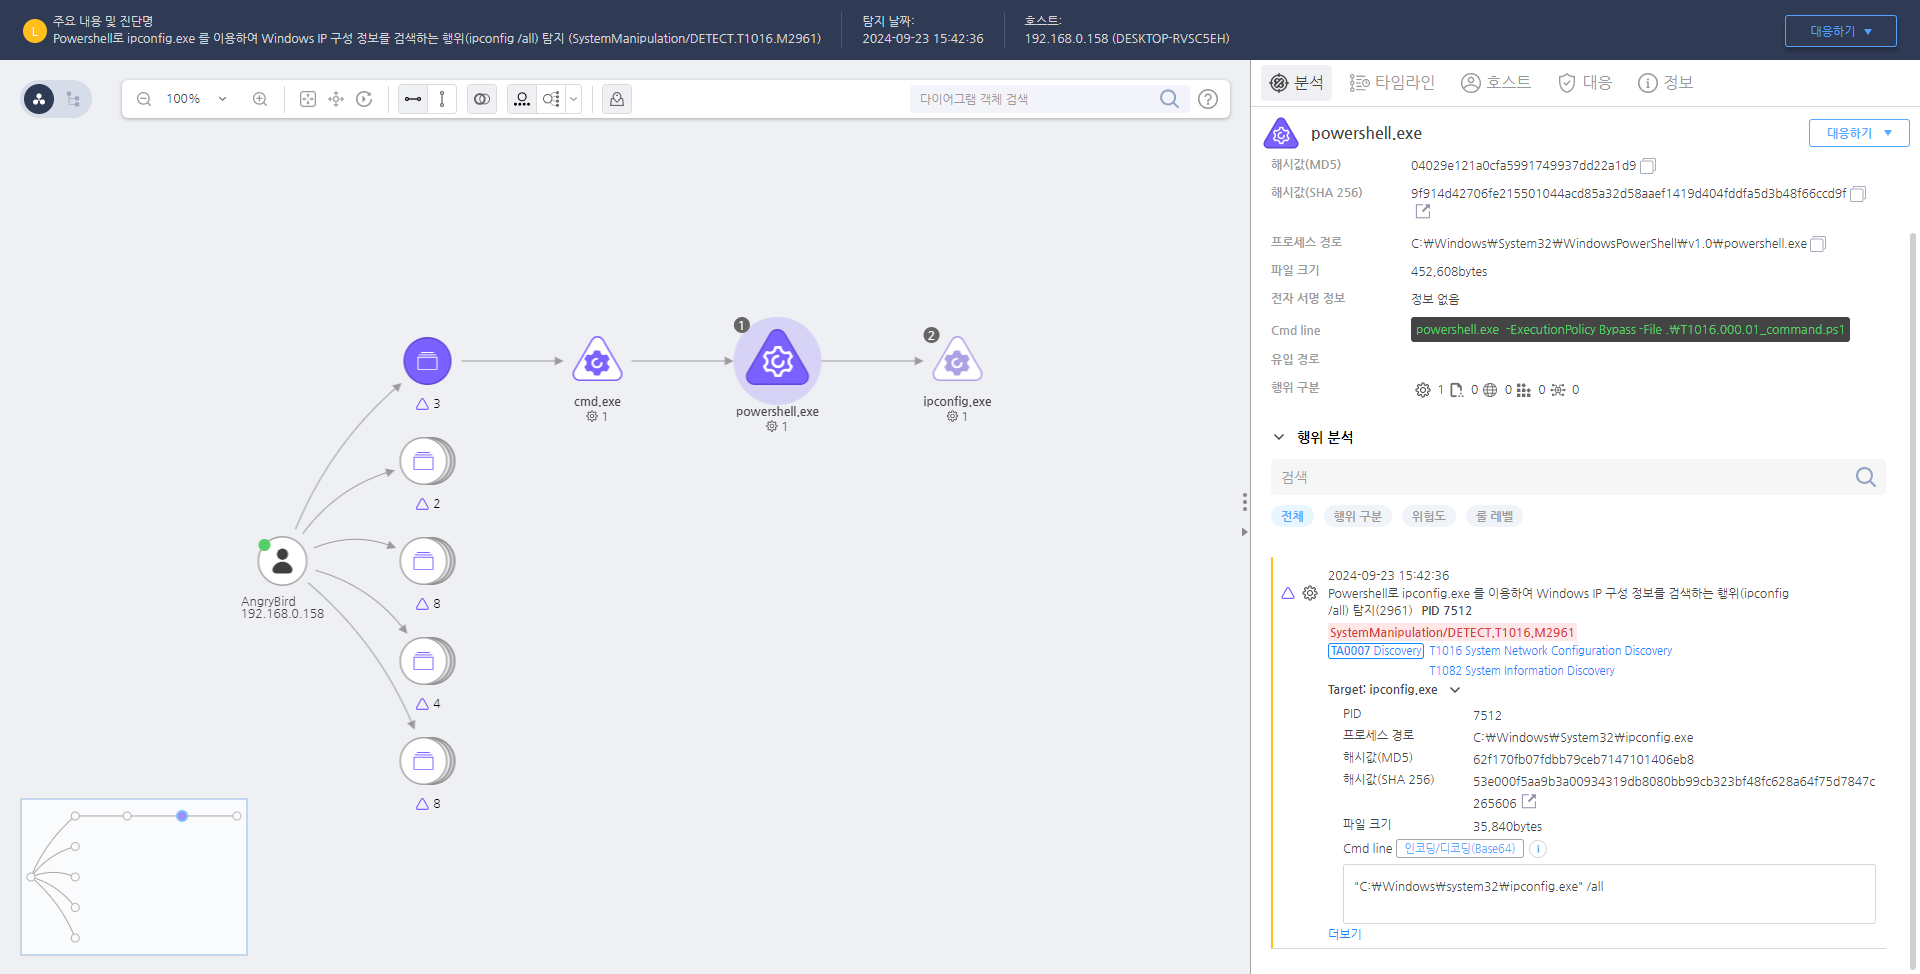 L
주요 내용 및 진단명
Powershell로 ipconfig.exe 를 이용하여 Windows IP 구성 정보를 검색하는 행위(ipconfig /all) 탐지 (SystemManipulation/DETECT.T1016.M2961)
탐지 날짜:
2024-09-23 15:42:36
호스트:
192.168.0.158 (DESKTOP-RVSC5EH)
대응하기
100%
다이어그램 객체 검색
?
3
cmd.exe
1
1
powershell.exe
1
2
ipconfig.exe
1
2
8
4
8
AngryBird
192.168.0.158
분석
타임라인
호스트
대응
정보
powershell.exe
대응하기
해시값(MD5)
04029e121a0cfa5991749937dd22a1d9
해시값(SHA 256)
9f914d42706fe215501044acd85a32d58aaef1419d404fddfa5d3b48f66ccd9f
프로세스 경로
C:₩Windows₩System32₩WindowsPowerShell₩v1.0₩powershell.exe
파일 크기
452,608bytes
전자 서명 정보
정보 없음
Cmd line
powershell.exe  -ExecutionPolicy Bypass -File .₩T1016.000.01_command.ps1
유입 경로
행위 구분
1 0 0 0 0
행위 분석
검색
전체
행위 구분
위험도
룰 레벨
2024-09-23 15:42:36
Powershell로 ipconfig.exe 를 이용하여 Windows IP 구성 정보를 검색하는 행위(ipconfig
/all) 탐지(2961) PID 7512
SystemManipulation/DETECT.T1016.M2961
TA0007 Discovery T1016 System Network Configuration Discovery
T1082 System Information Discovery
Target: ipconfig.exe
PID
7512
프로세스 경로
C:₩Windows₩System32₩ipconfig.exe
해시값(MD5)
62f170fb07fdbb79ceb7147101406eb8
해시값(SHA 256)
53e000f5aa9b3a00934319db8080bb99cb323bf48fc628a64f75d7847c
265606
파일 크기
35,840bytes
Cmd line 인코딩/디코딩(Base64) i
"C:₩Windows₩system32₩ipconfig.exe" /all
더보기